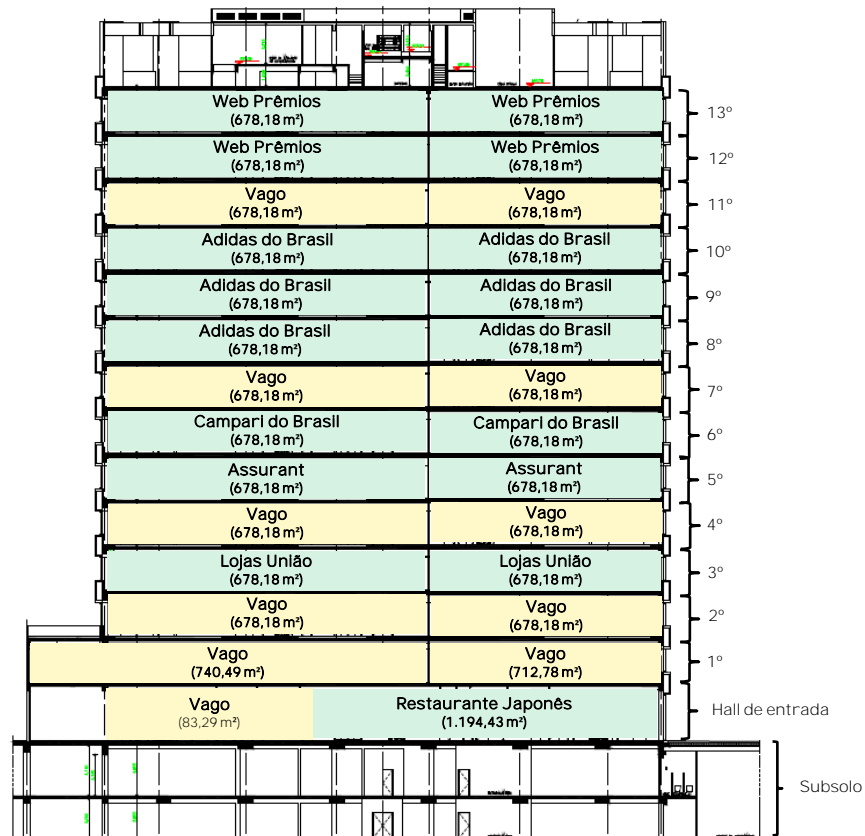 Web Prêmios
(678,18 m²)
Web Prêmios
(678,18 m²)
13º
Web Prêmios
(678,18 m²)
Web Prêmios
(678,18 m²)
12º
Vago
(678,18 m²)
Vago
(678,18 m²)
11º
Adidas do Brasil
(678,18 m²)
Adidas do Brasil
(678,18 m²)
10º
Adidas do Brasil
(678,18 m²)
Adidas do Brasil
(678,18 m²)
9º
Adidas do Brasil
(678,18 m²)
Adidas do Brasil
(678,18 m²)
8º
Vago
(678,18 m²)
Vago
(678,18 m²)
7º
Campari do Brasil
(678,18 m²)
Campari do Brasil
(678,18 m²)
6º
Assurant
(678,18 m²)
Assurant
(678,18 m²)
5º
Vago
(678,18 m²)
Vago
(678,18 m²)
4º
Lojas União
(678,18 m²)
Lojas União
(678,18 m²)
3º
Vago
(678,18 m²)
Vago
(678,18 m²)
2º
Vago
(740,49 m²)
Vago
(712,78 m²)
1º
Vago
(83,29 m²)
Restaurante Japonês
(1.194,43 m²)
Hall de entrada
Subsolo